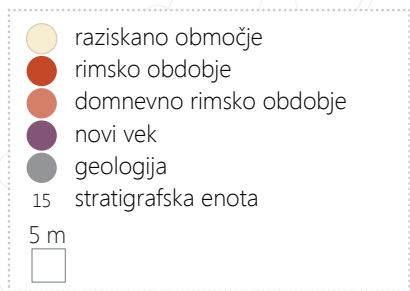 raziskano območje
rimsko obdobje
domnevno rimsko obdobje
novi vek
geologija
15 stratigrafska enota
5 m